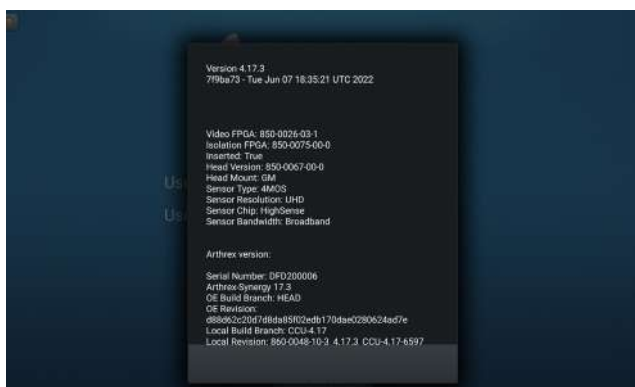 Version 4.17.3
7f9ba73 - Tue Jun 07 18:35:21 UTC 2022
Video FPGA: 850-0026-03-1
Isolation FPGA: 850-0075-00-0
Inserted: True
Head Version: 850-0067-00-0
Head Mount: GM
Sensor Type: 4MOS
Sensor Resolution: UHD
Sensor Chip: HighSense
Sensor Bandwidth: Broadband
Arthrex version:
Serial Number: DFD200006
Arthrex-Synergy 17.3
OE Build Branch: HEAD
OE Revision:
d88d62c20d7d8da85f02edb170dae0280624ad7e
Local Build Branch: CCU-4.17
Local Revision: 860-0048-10-3 4.17.3 CCU-4.17-6597